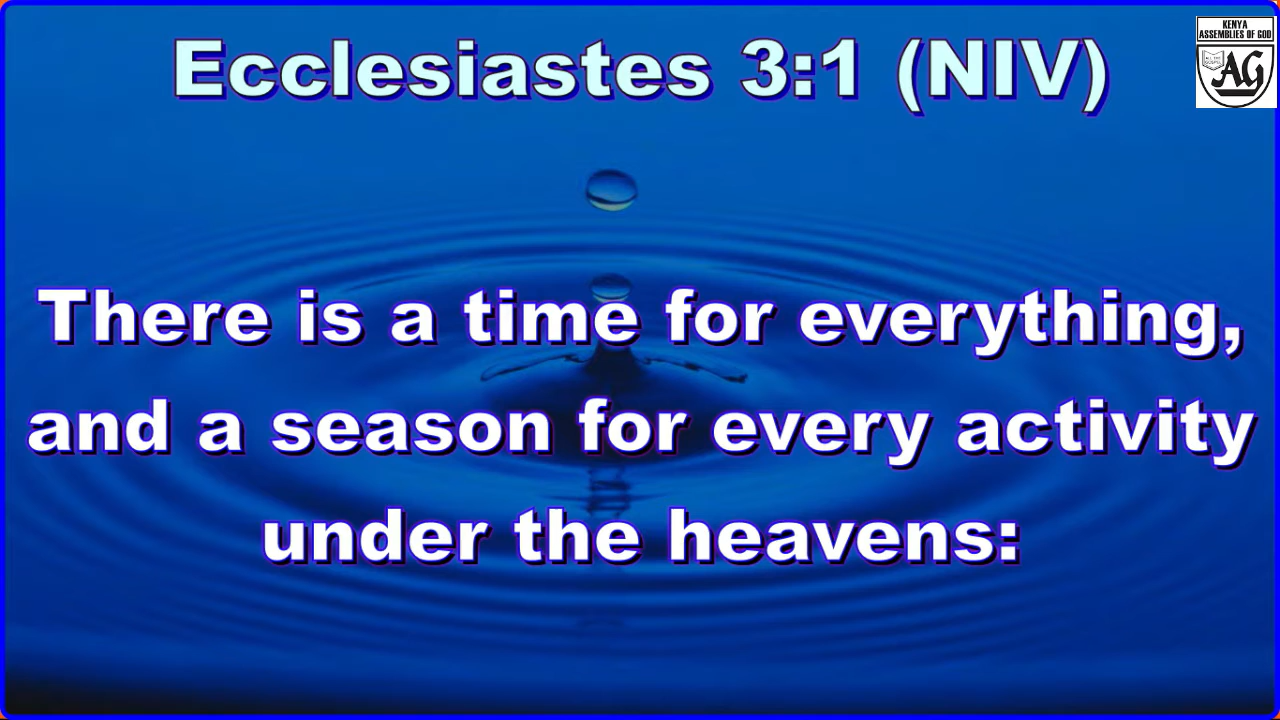 Ecclesiastes 3:1 (NIV)
KENYA
ASSEMBLIES OF GOD
AG
There is a time for everything,
and a season for every activity
under the heavens: